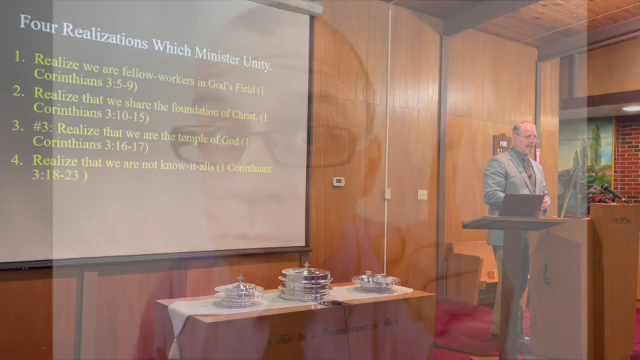 Four Realizations Which Minister Unity.
1. Realize we are fellow-workers in God's Field (1
Corinthians 3:5-9)
2. Realize that we share the foundation of Christ. (1
Corinthians 3:10-15)
3. #3: Realize that we are the temple of God (1
Corinthians 3:16-17)
4. Realize that we are not know-it-alls (1 Corinthians
3:18-23 )